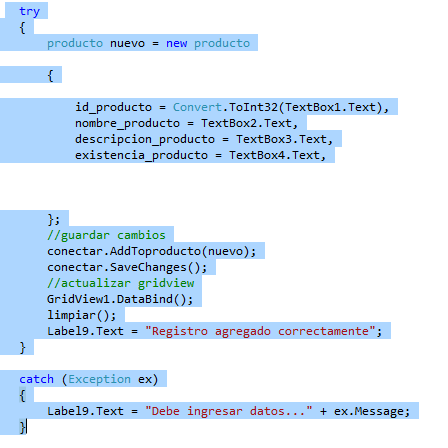 try
{
producto nuevo = new producto
{
id_producto = Convert.ToInt32(TextBox1.Text),
nombre_producto = TextBox2.Text,
descripcion_producto = TextBox3.Text,
existencia_producto = TextBox4.Text,
};
//guardar cambios
conectar.AddToproducto(nuevo);
conectar.SaveChanges();
//actualizar gridview
GridView1.DataBind();
limpiar();
Label9.Text = "Registro agregado correctamente";
}
catch (Exception ex)
{
Label9.Text = "Debe ingresar datos..." + ex.Message;
}